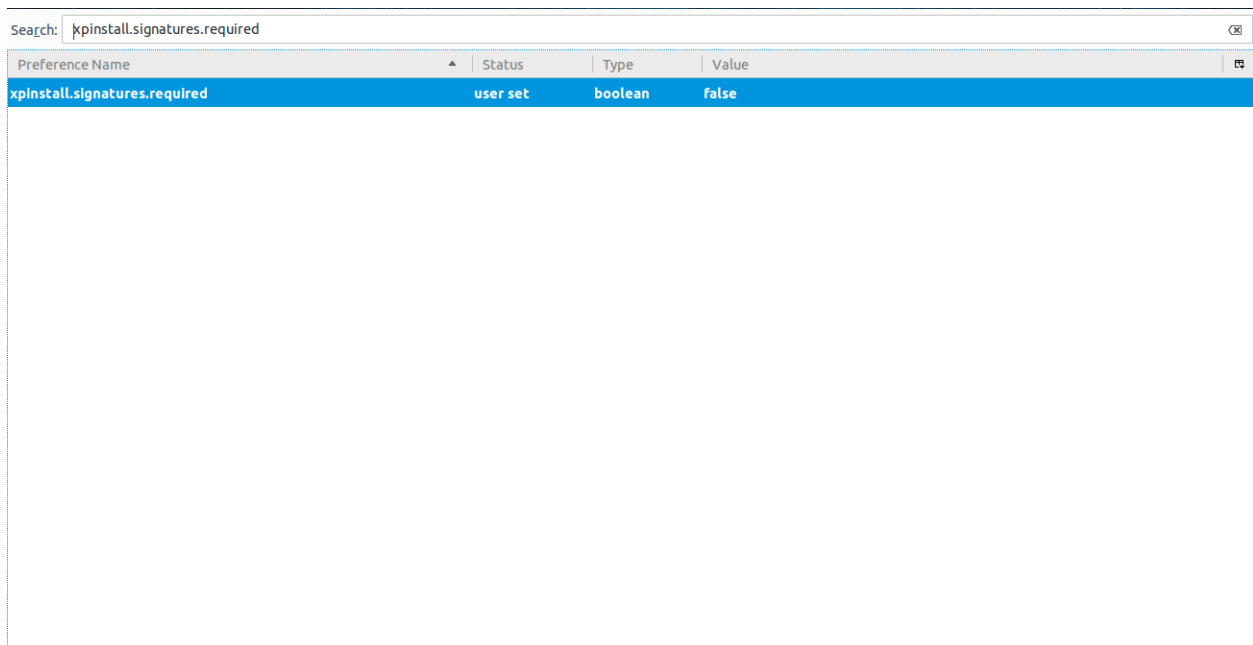 Search: xpinstall.signatures.required
Preference Name Status Type Value
xpinstall.signatures.required user set boolean false